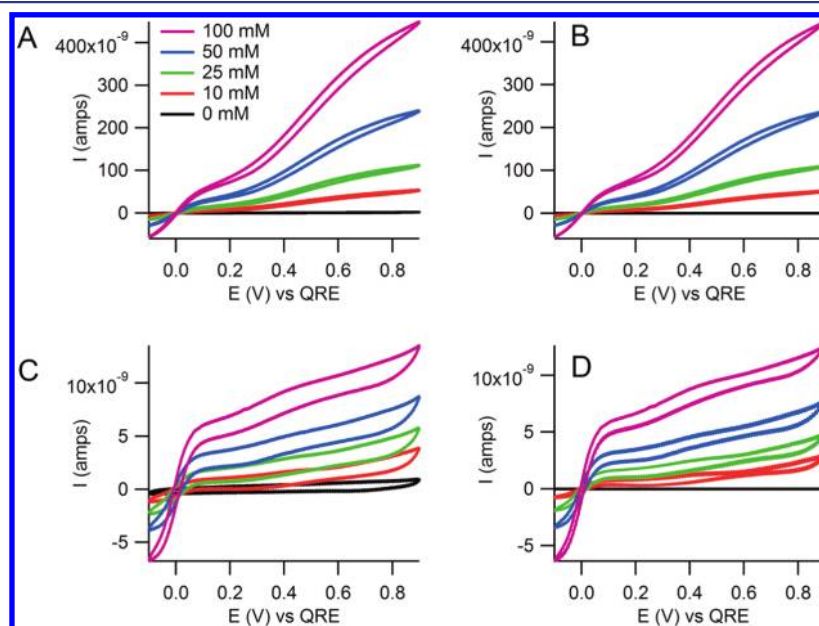 A
100 mM
50 mM
25 mM
10 mM
0 mM
400x10⁻⁹
300
200
100
0
I (amps)
0.0 0.2 0.4 0.6 0.8
E (V) vs QRE
B
400x10⁻⁹
300
200
100
0
I (amps)
0.0 0.2 0.4 0.6 0.8
E (V) vs QRE
C
10x10⁻⁹
5
0
-5
I (amps)
0.0 0.2 0.4 0.6 0.8
E (V) vs QRE
D
10x10⁻⁹
5
0
-5
I (amps)
0.0 0.2 0.4 0.6 0.8
E (V) vs QRE